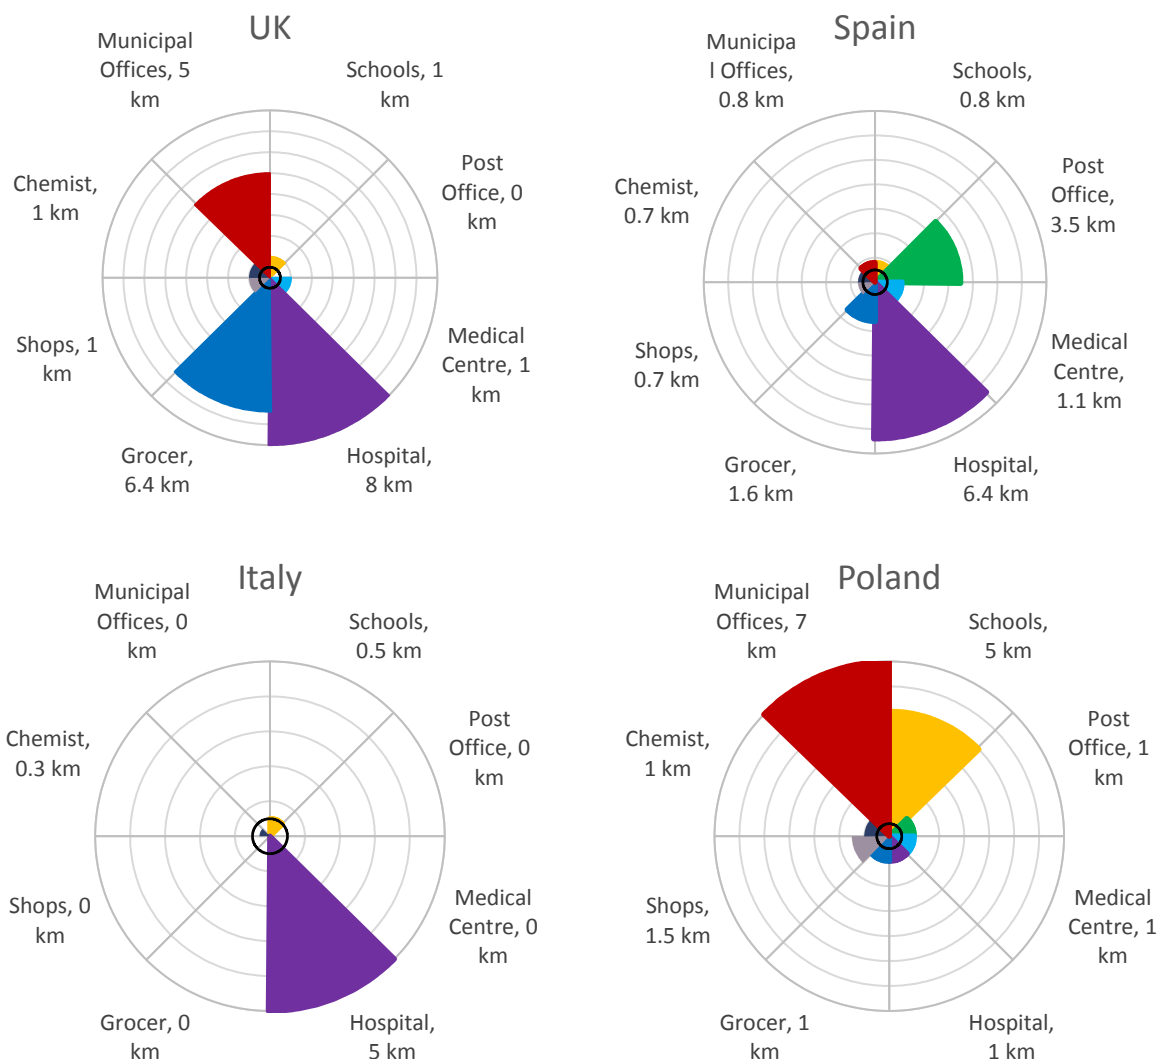 UK
Municipal
Offices, 5
km
Schools, 1
km
Post
Office, 0
km
Medical
Centre, 1
km
Hospital,
8 km
Grocer,
6.4 km
Shops, 1
km
Chemist,
1 km
Spain
Municipa
l Offices,
0.8 km
Schools,
0.8 km
Post
Office,
3.5 km
Medical
Centre,
1.1 km
Hospital,
6.4 km
Grocer,
1.6 km
Shops,
0.7 km
Chemist,
0.7 km
Italy
Municipal
Offices, 0
km
Schools,
0.5 km
Post
Office, 0
km
Medical
Centre, 0
km
Hospital,
5 km
Grocer, 0
km
Shops, 0
km
Chemist,
0.3 km
Poland
Municipal
Offices, 7
km
Schools,
5 km
Post
Office, 1
km
Medical
Centre, 1
km
Hospital,
1 km
Grocer, 1
km
Shops,
1.5 km
Chemist,
1 km